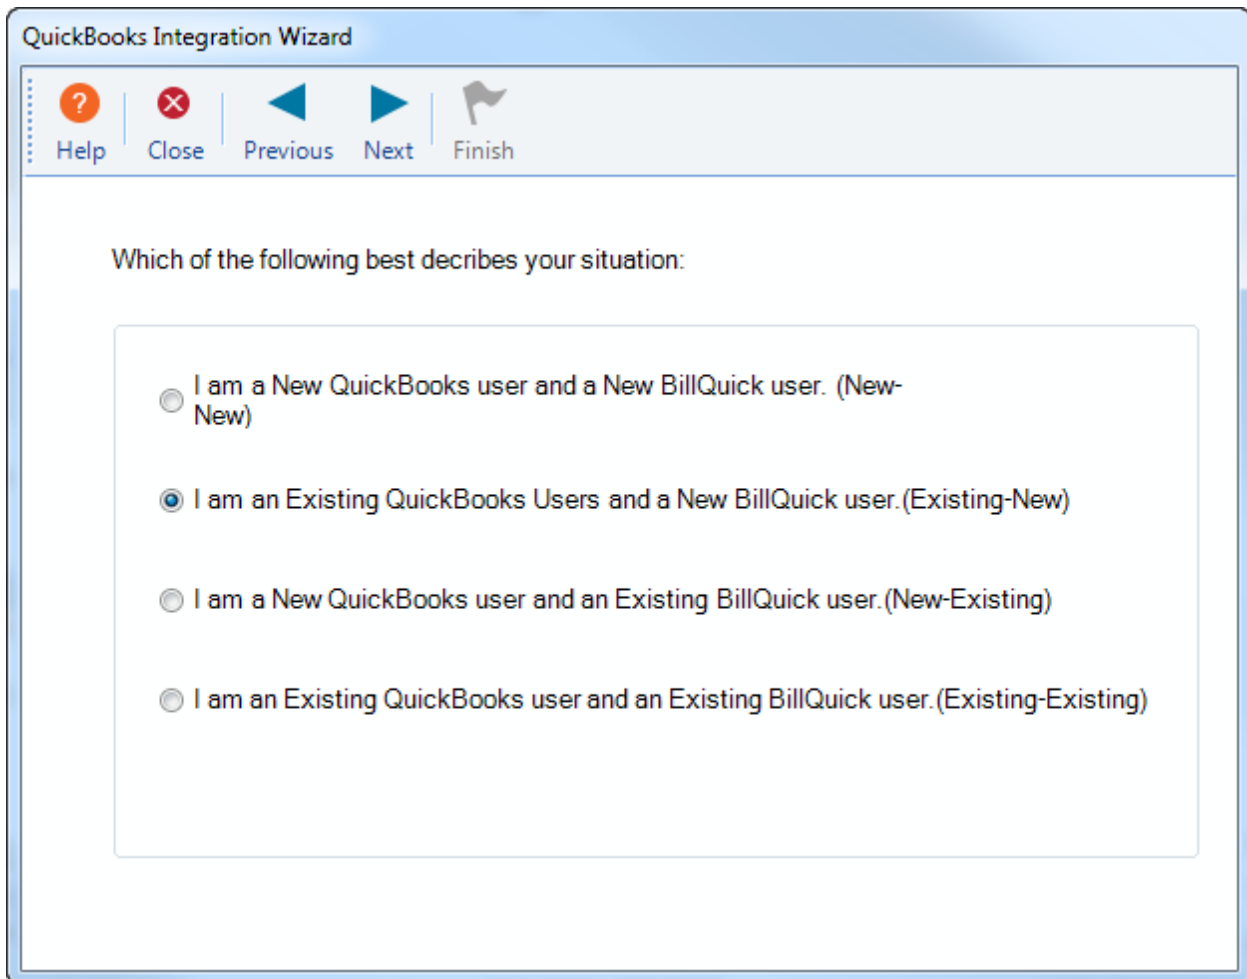 QuickBooks Integration Wizard
?
Help Close Previous Next Finish
Which of the following best decribes your situation:
I am a New QuickBooks user and a New BillQuick user. (New-
New)
I am an Existing QuickBooks Users and a New BillQuick user.(Existing-New)
I am a New QuickBooks user and an Existing BillQuick user.(New-Existing)
I am an Existing QuickBooks user and an Existing BillQuick user.(Existing-Existing)